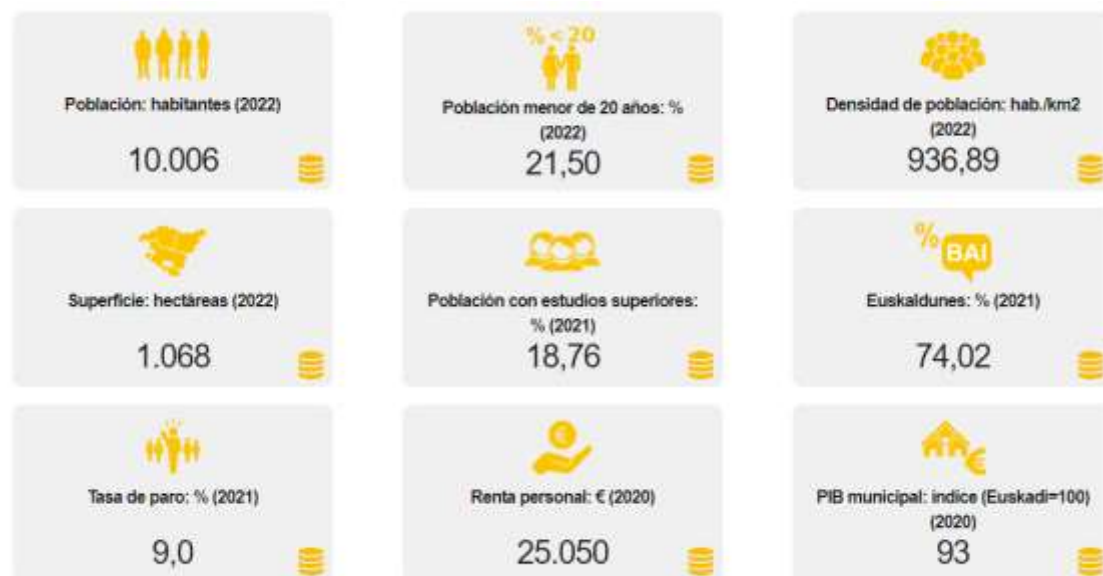 Población: habitantes (2022)
10.006
% < 20
Población menor de 20 años: %
(2022)
21,50
Densidad de población: hab./km2
(2022)
936,89
Superficie: hectáreas (2022)
1.068
Población con estudios superiores:
% (2021)
18,76
% BAI
Euskaldunes: % (2021)
74,02
Tasa de paro: % (2021)
9,0
€
Renta personal: € (2020)
25.050
€
PIB municipal: indice (Euskadi=100)
(2020)
93